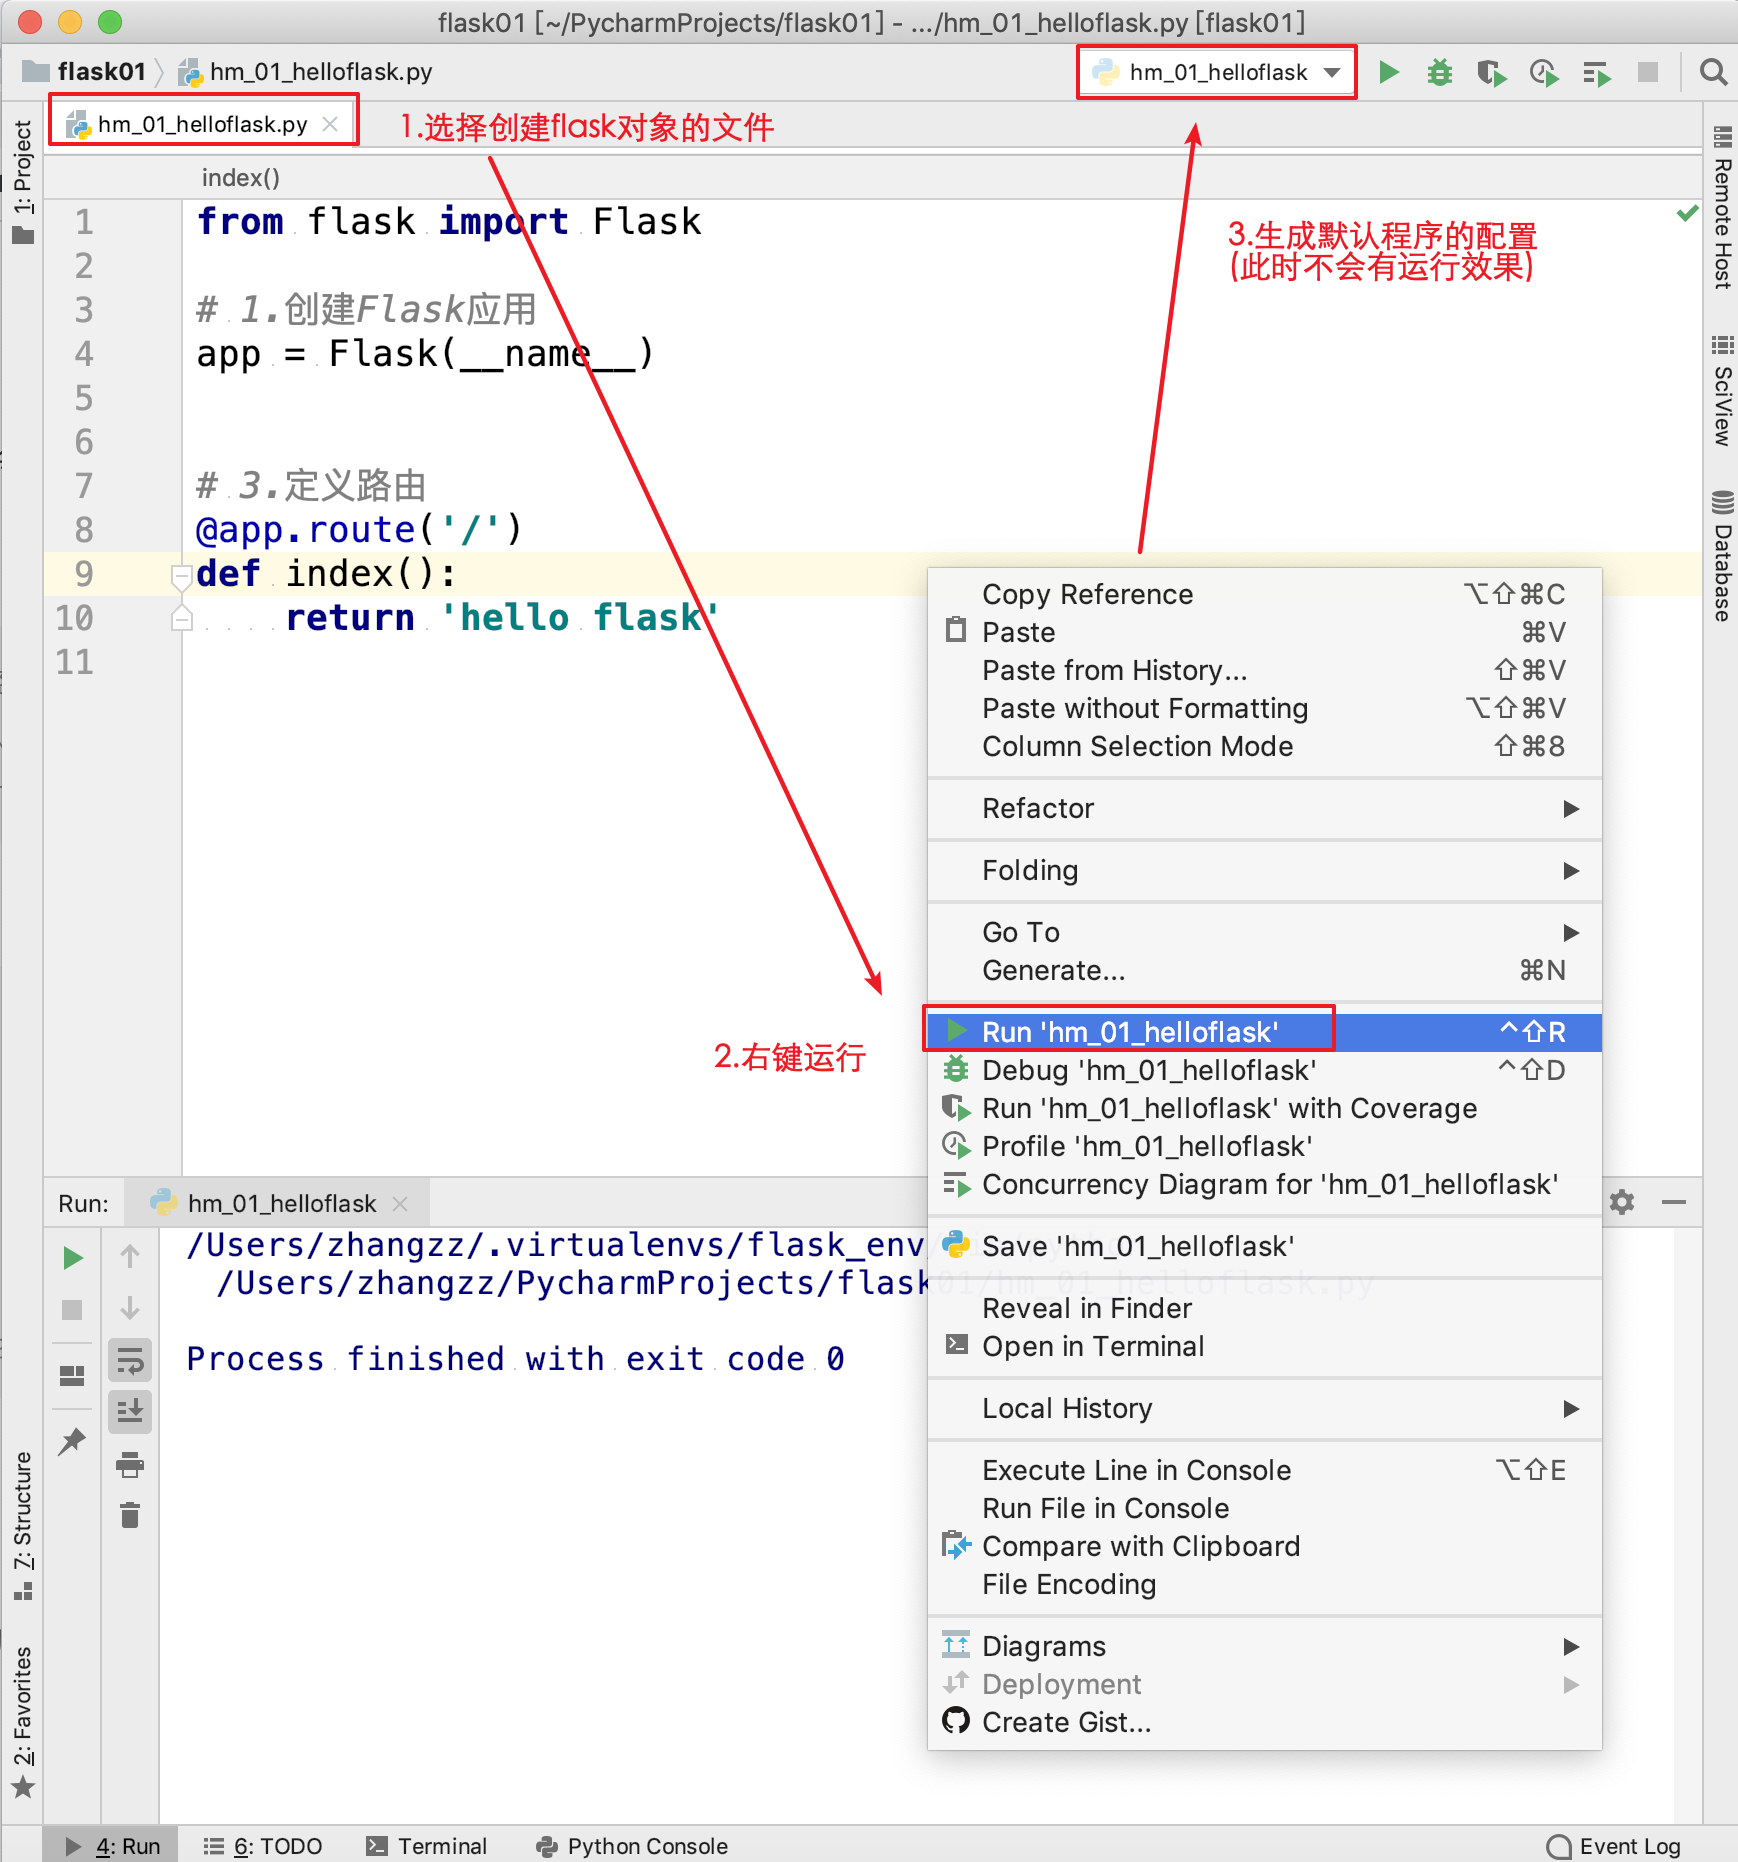 flask01 [~/PycharmProjects/flask01] - .../hm_01_helloflask.py [flask01]
flask01 hm_01_helloflask.py
hm_01_helloflask
hm_01_helloflask.py
1.选择创建flask对象的文件
index()
1 from flask import Flask
2
3 # 1.创建Flask应用
4 app = Flask(__name__)
5
6
7 # 3.定义路由
8 @app.route('/')
9 def index():
10 return 'hello flask'
11
3.生成默认程序的配置
(此时不会有运行效果)
2.右键运行
Copy Reference ⌥⇧⌘C
Paste ⌘V
Paste from History... ⇧⌘V
Paste without Formatting ⌥⇧⌘V
Column Selection Mode ⇧⌘8
Refactor
Folding
Go To
Generate... ⌘N
Run 'hm_01_helloflask' ^⇧R
Debug 'hm_01_helloflask' ^⇧D
Run 'hm_01_helloflask' with Coverage
Profile 'hm_01_helloflask'
Concurrency Diagram for 'hm_01_helloflask'
Save 'hm_01_helloflask'
Reveal in Finder
Open in Terminal
Local History
Execute Line in Console ⌥⇧E
Run File in Console
Compare with Clipboard
File Encoding
Diagrams
Deployment
Create Gist...
Run: hm_01_helloflask
/Users/zhangzz/.virtualenvs/flask_env/
/Users/zhangzz/PycharmProjects/flask01/hm_01_helloflask.py
Process finished with exit code 0
1: Project
7: Structure
2: Favorites
Remote Host
SciView
Database
4: Run 6: TODO Terminal Python Console Event Log